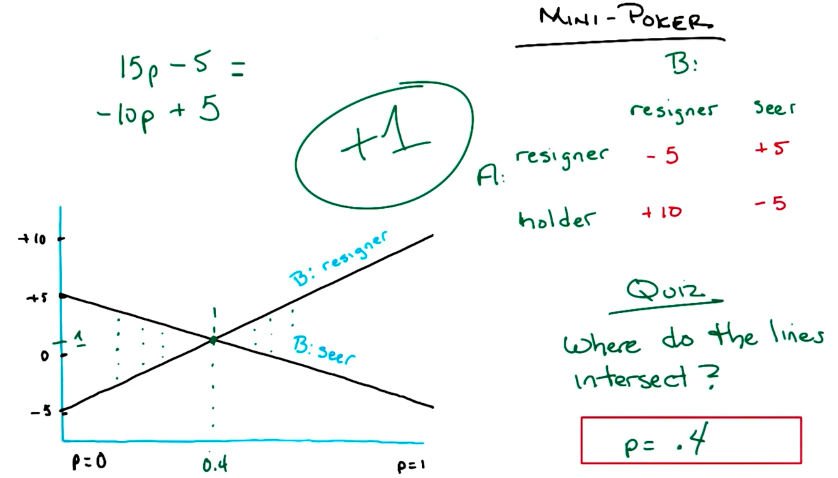 MINI-POKER
15p - 5 =
-10p + 5
+1
B:
resigner seer
A:
resigner -5 +5
holder +10 -5
+10
+5
1
0
-5
B: resigner
B: seer
p=0 0.4 p=1
Quiz
Where do the lines
intersect?
p= .4